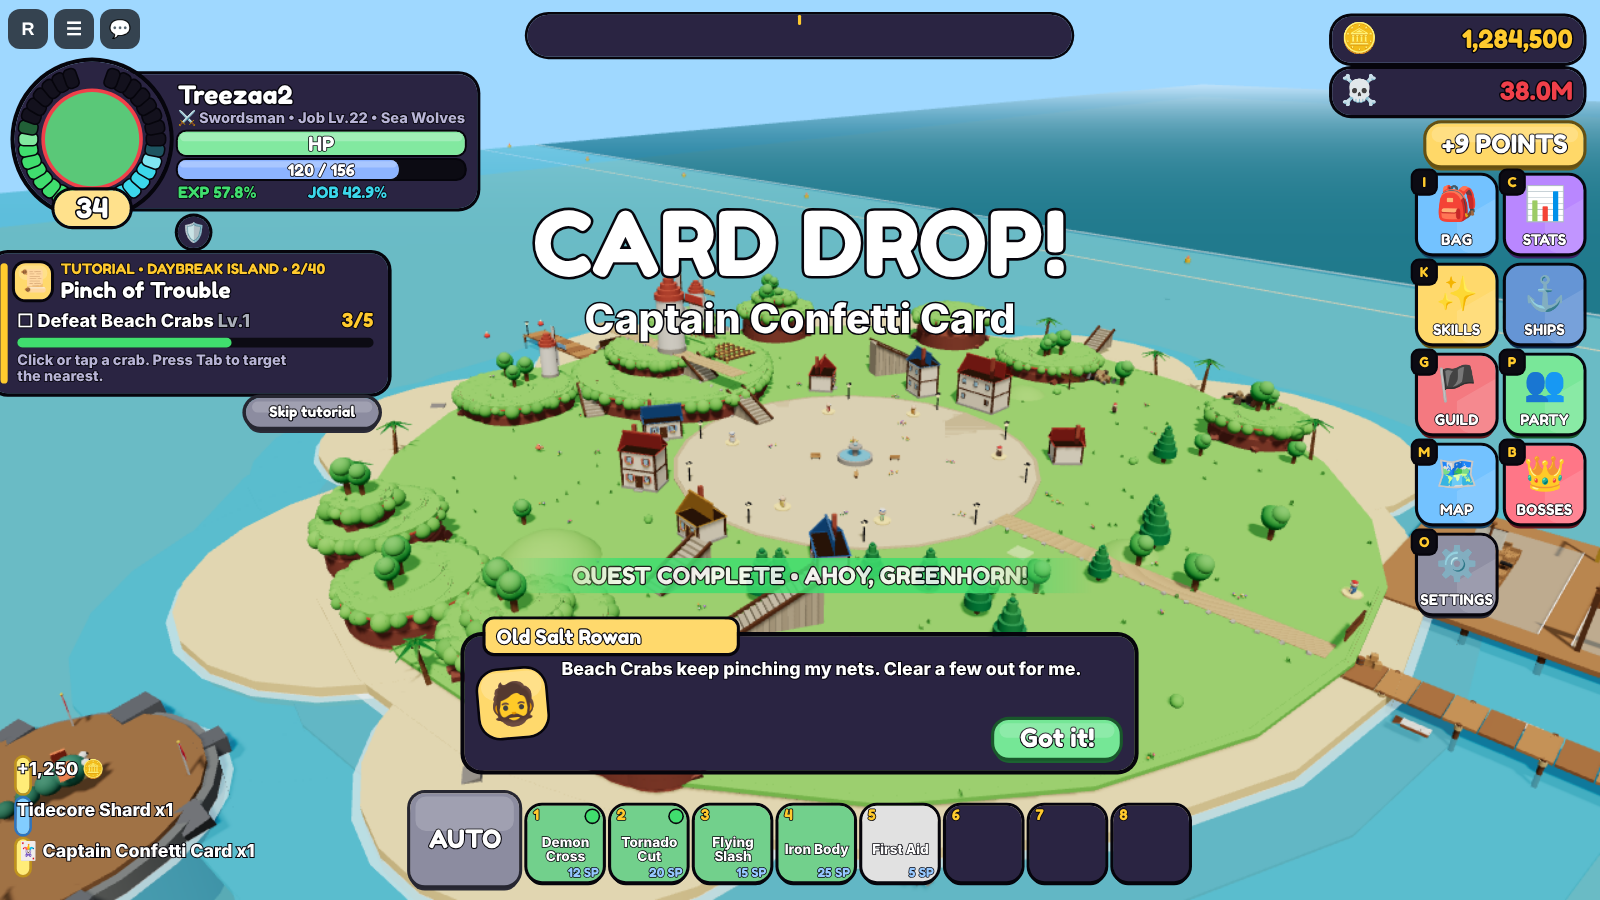 R
1,284,500
38.0M
+9 POINTS
Treezaa2
Swordsman • Job Lv.22 • Sea Wolves
HP
120 / 156
EXP 57.8%
JOB 42.9%
34
TUTORIAL • DAYBREAK ISLAND • 2/40
Pinch of Trouble
Defeat Beach Crabs Lv.1
3/5
Click or tap a crab. Press Tab to target
the nearest.
Skip tutorial
CARD DROP!
Captain Confetti Card
I
BAG
C
STATS
K
SKILLS
SHIPS
G
GUILD
P
PARTY
M
MAP
B
BOSSES
O
SETTINGS
QUEST COMPLETE • AHOY, GREENHORN!
Old Salt Rowan
Beach Crabs keep pinching my nets. Clear a few out for me.
Got it!
+1,250
Tidecore Shard x1
Captain Confetti Card x1
AUTO
1
Demon
Cross
12 SP
2
Tornado
Cut
20 SP
3
Flying
Slash
15 SP
4
Iron Body
25 SP
5
First Aid
5 SP
6
7
8